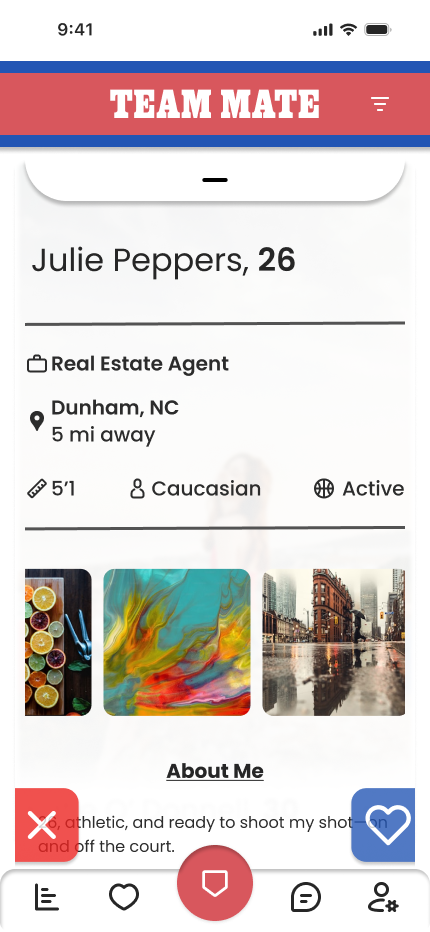 9:41
TEAM MATE
Julie Peppers, 26
Real Estate Agent
Dunham, NC
5 mi away
5'1
Caucasian
Active
About Me
26, athletic, and ready to shoot my shot—on
and off the court.